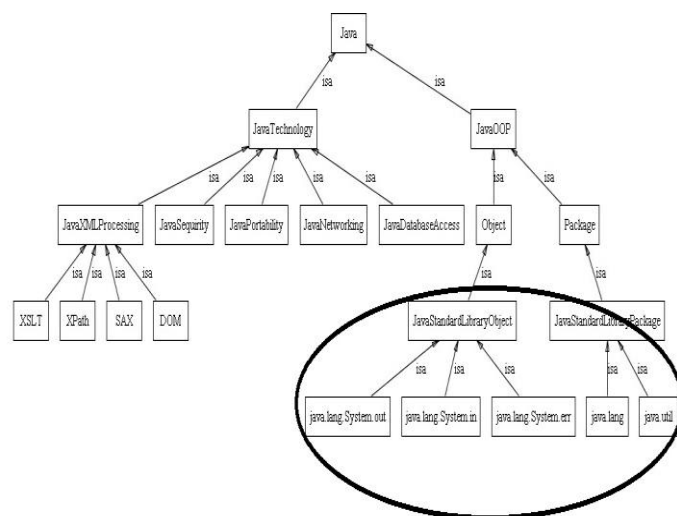 Java
isa
isa
JavaTechnology
JavaOOP
isa
isa
isa
isa
isa
isa
isa
JavaXMLProcessing
JavaSequirity
JavaPortability
JavaNetworking
JavaDatabaseAccess
Object
Package
isa
isa
isa
isa
isa
isa
XSLT
XPath
SAX
DOM
JavaStandardLibraryObject
JavaStandardLibraryPackage
isa
isa
isa
isa
isa
java.lang.System.out
java.lang.System.in
java.lang.System.err
java.lang
java.util